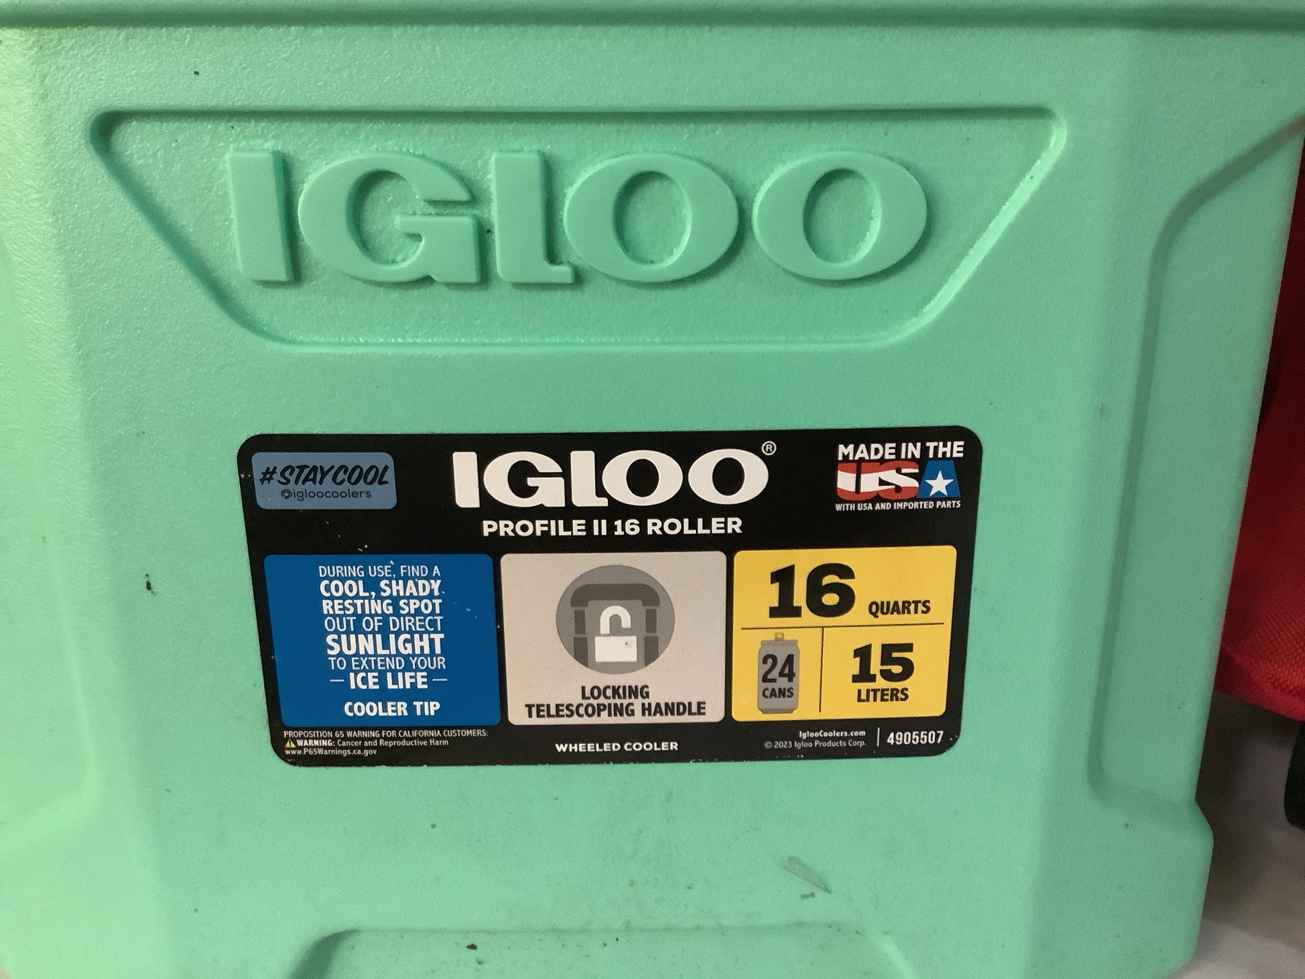 IGLOO
#STAYCOOL
@igloocoolers
IGLOO®
PROFILE II 16 ROLLER
MADE IN THE
USA
WITH USA AND IMPORTED PARTS
DURING USE, FIND A
COOL, SHADY
RESTING SPOT
OUT OF DIRECT
SUNLIGHT
TO EXTEND YOUR
— ICE LIFE —
COOLER TIP
LOCKING
TELESCOPING HANDLE
16 QUARTS
24
CANS
15
LITERS
PROPOSITION 65 WARNING FOR CALIFORNIA CUSTOMERS:
WARNING: Cancer and Reproductive Harm
www.P65Warnings.ca.gov
WHEELED COOLER
IglooCoolers.com
© 2023 Igloo Products Corp.
4905507